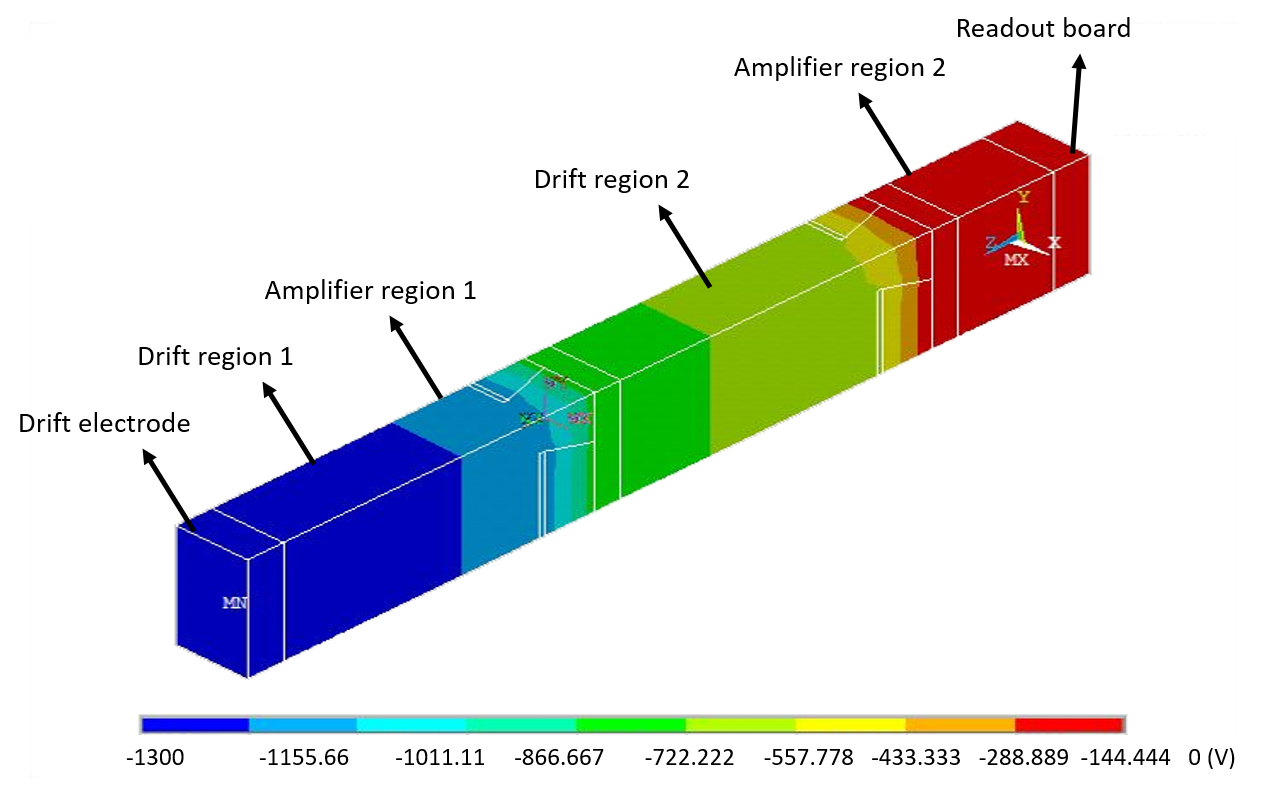 Readout board
Amplifier region 2
Drift region 2
Y
Z
X
MX
Amplifier region 1
Drift region 1
Drift electrode
MN
-1300 -1155.66 -1011.11 -866.667 -722.222 -557.778 -433.333 -288.889 -144.444 0 (V)